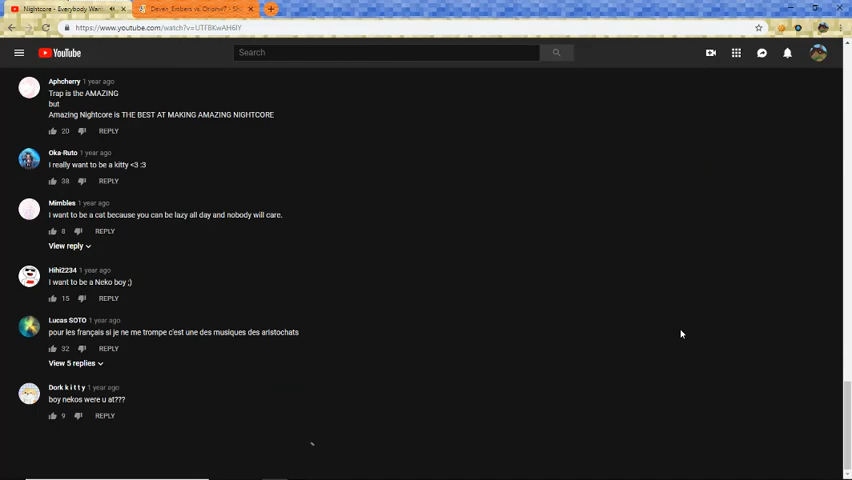 Nightcore - Everybody Want
Deven_Embers vs. Oriphi?
https://www.youtube.com/watch?v=
YouTube
Search
Aphcherry 1 year ago
Trap is the AMAZING
but
Amazing Nightcore is THE BEST AT MAKING AMAZING NIGHTCORE
20 REPLY
Oka-Ruto 1 year ago
I really want to be a kitty <3 :3
38 REPLY
Mimbles 1 year ago
I want to be a cat because you can be lazy all day and nobody will care.
8 REPLY
View reply
Hihi2234 1 year ago
I want to be a Neko boy ;)
15 REPLY
Lucas SOTO 1 year ago
pour les français si je ne me trompe c'est une des musiques des aristochats
32 REPLY
View 5 replies
Dork k i t t y 1 year ago
boy nekos were u at???
9 REPLY